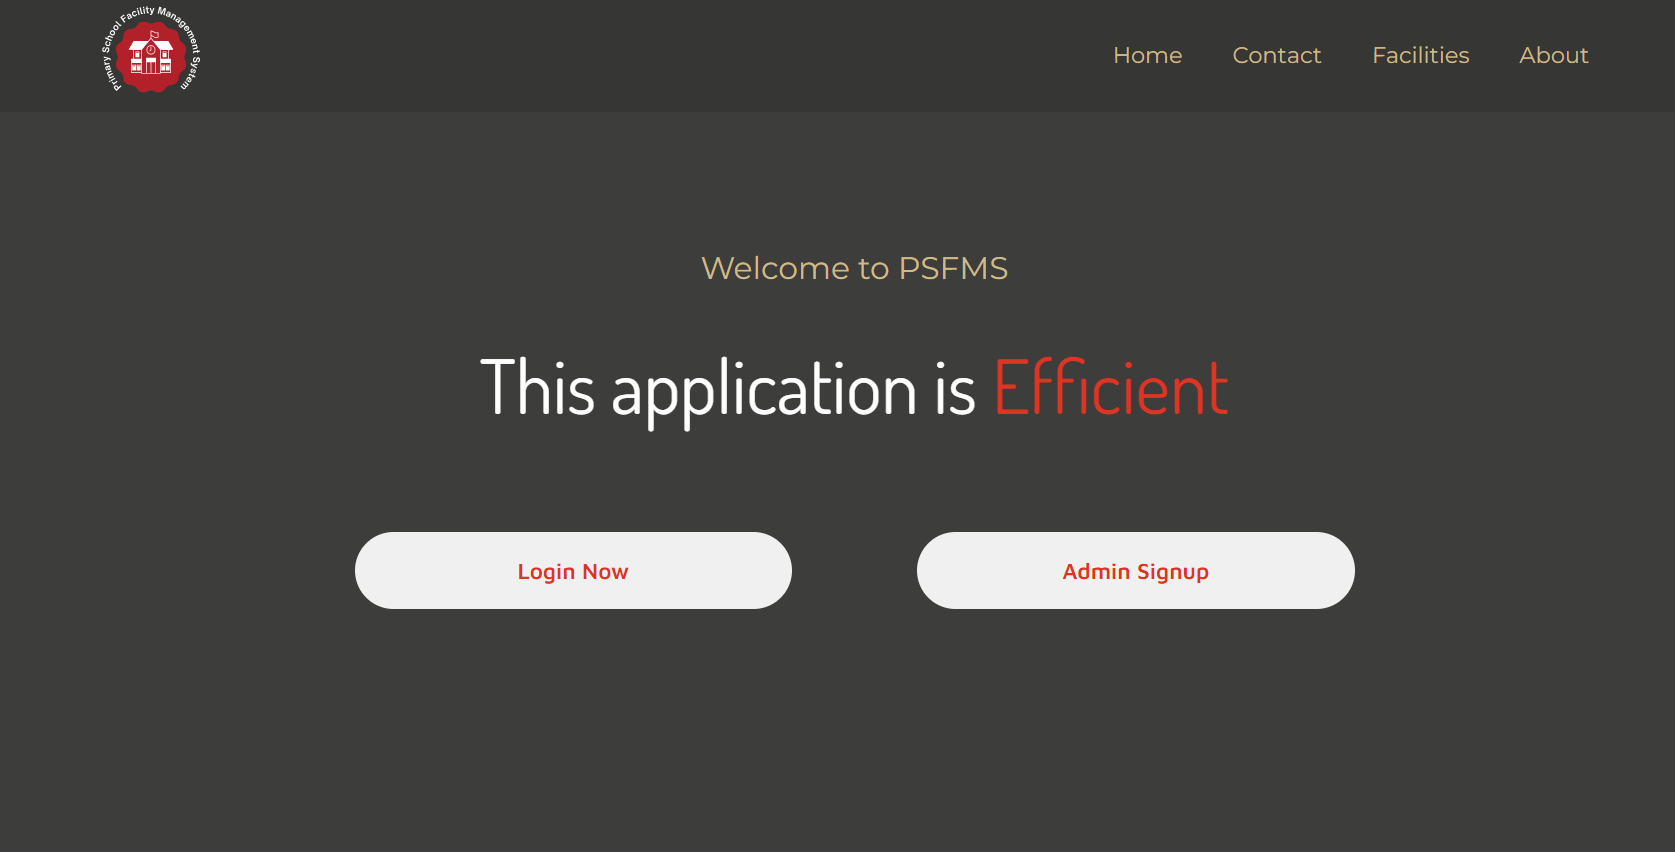 Primary School Facility Management System
Home Contact Facilities About
Welcome to PSFMS
This application is Efficient
Login Now Admin Signup